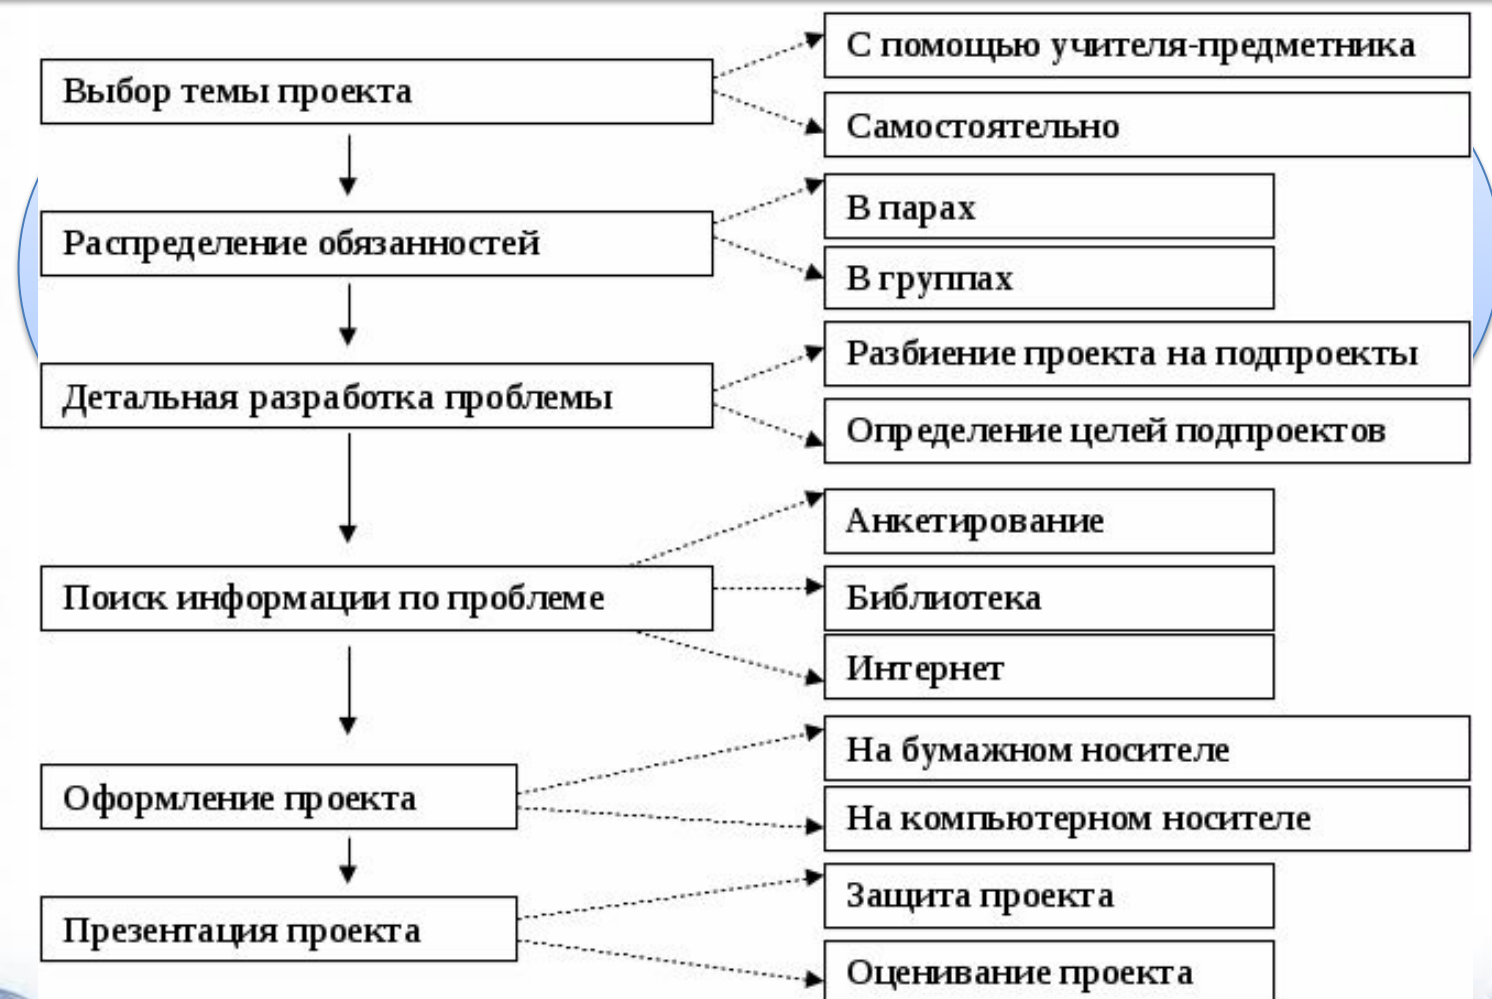 Выбор темы проекта
С помощью учителя-предметника
Самостоятельно
Распределение обязанностей
В парах
В группах
Детальная разработка проблемы
Разбиение проекта на подпроекты
Определение целей подпроектов
Поиск информации по проблеме
Анкетирование
Библиотека
Интернет
Оформление проекта
На бумажном носителе
На компьютерном носителе
Презентация проекта
Защита проекта
Оценивание проекта